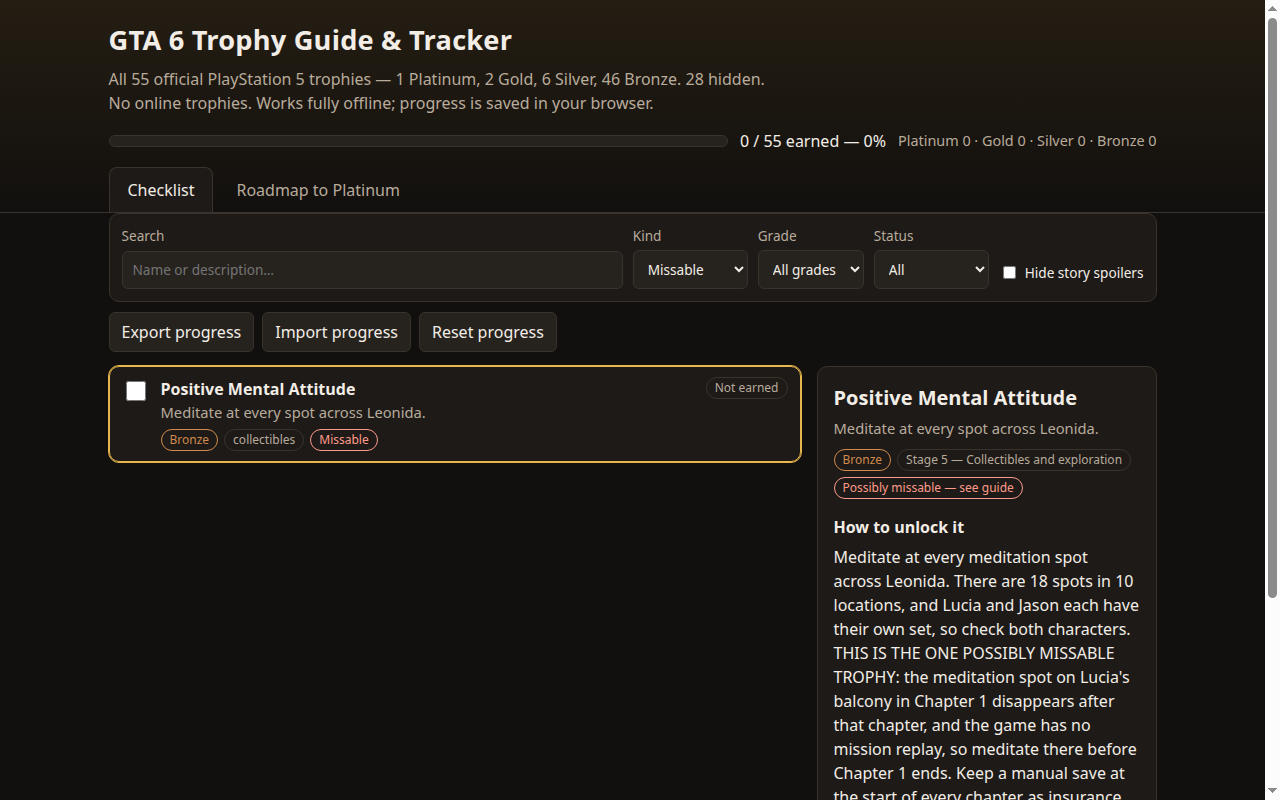 GTA 6 Trophy Guide & Tracker
All 55 official PlayStation 5 trophies — 1 Platinum, 2 Gold, 6 Silver, 46 Bronze. 28 hidden.
No online trophies. Works fully offline; progress is saved in your browser.
0 / 55 earned — 0% Platinum 0 · Gold 0 · Silver 0 · Bronze 0
Checklist Roadmap to Platinum
Search Kind Grade Status
Name or description... Missable All grades All Hide story spoilers
Export progress Import progress Reset progress
Positive Mental Attitude Not earned
Meditate at every spot across Leonida.
Bronze collectibles Missable
Positive Mental Attitude
Meditate at every spot across Leonida.
Bronze Stage 5 — Collectibles and exploration
Possibly missable — see guide
How to unlock it
Meditate at every meditation spot
across Leonida. There are 18 spots in 10
locations, and Lucia and Jason each have
their own set, so check both characters.
THIS IS THE ONE POSSIBLY MISSABLE
TROPHY: the meditation spot on Lucia's
balcony in Chapter 1 disappears after
that chapter, and the game has no
mission replay, so meditate there before
Chapter 1 ends. Keep a manual save at
the start of every chapter as insurance